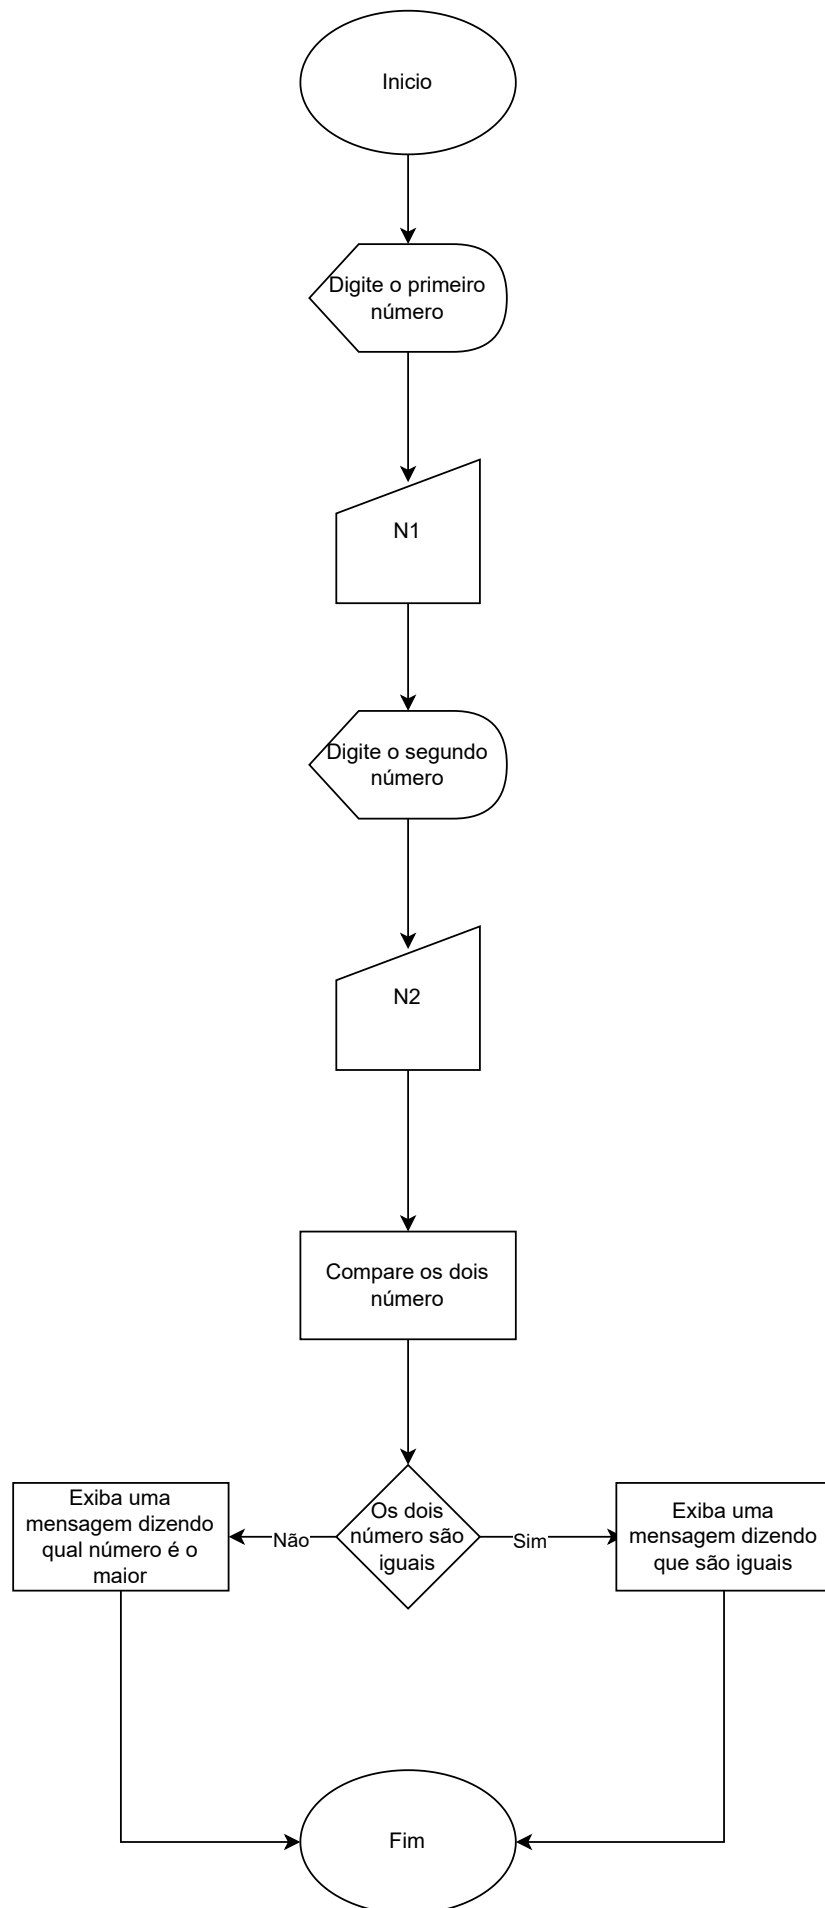 Inicio
Digite o primeiro
número
N1
Digite o segundo
número
N2
Compare os dois
número
Exiba uma
mensagem dizendo
qual número é o
maior
Não
Os dois
número são
iguais
Sim
Exiba uma
mensagem dizendo
que são iguais
Fim